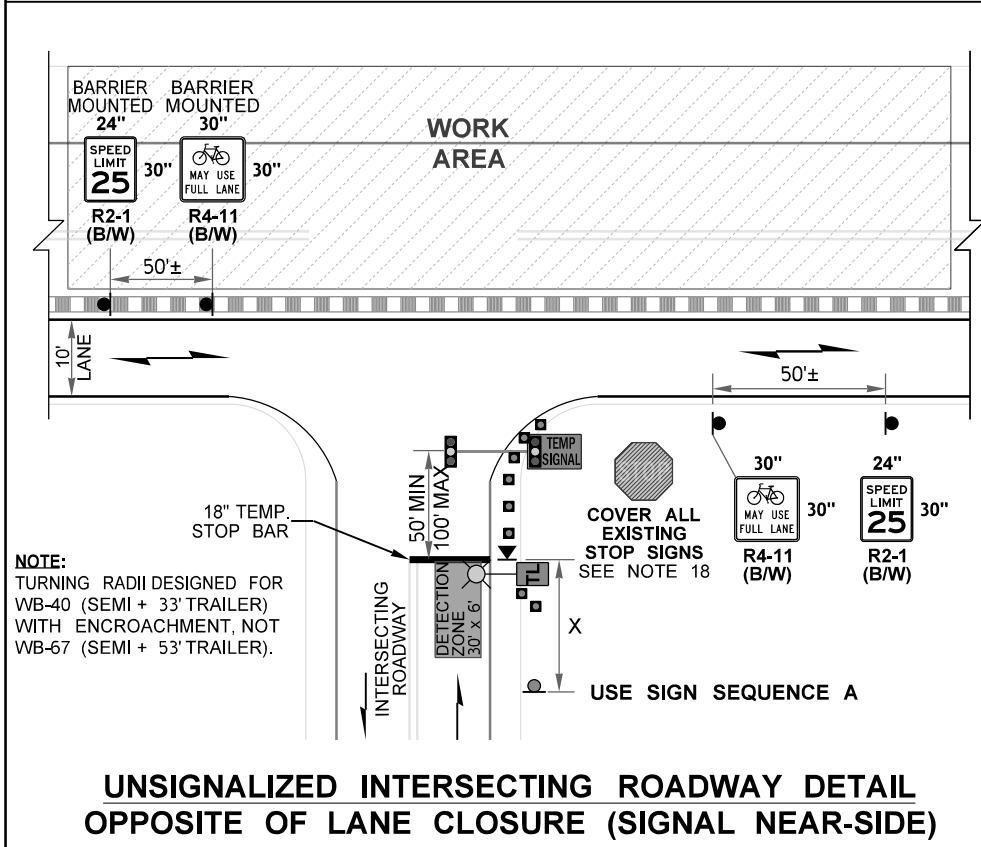 BARRIER
MOUNTED
24"
SPEED
LIMIT
25
30"
R2-1
(B/W)
BARRIER
MOUNTED
30"
MAY USE
FULL LANE
30"
R4-11
(B/W)
WORK
AREA
50'±
10'
LANE
50'±
TEMP
SIGNAL
STOP
COVER ALL
EXISTING
STOP SIGNS
SEE NOTE 18
30"
MAY USE
FULL LANE
30"
R4-11
(B/W)
24"
SPEED
LIMIT
25
30"
R2-1
(B/W)
50' MIN
100' MAX
18" TEMP.
STOP BAR
NOTE:
TURNING RADII DESIGNED FOR
WB-40 (SEMI + 33' TRAILER)
WITH ENCROACHMENT, NOT
WB-67 (SEMI + 53' TRAILER).
INTERSECTING
ROADWAY
DETECTION
ZONE
30' x 6'
TL
X
USE SIGN SEQUENCE A
UNSIGNALIZED INTERSECTING ROADWAY DETAIL
OPPOSITE OF LANE CLOSURE (SIGNAL NEAR-SIDE)